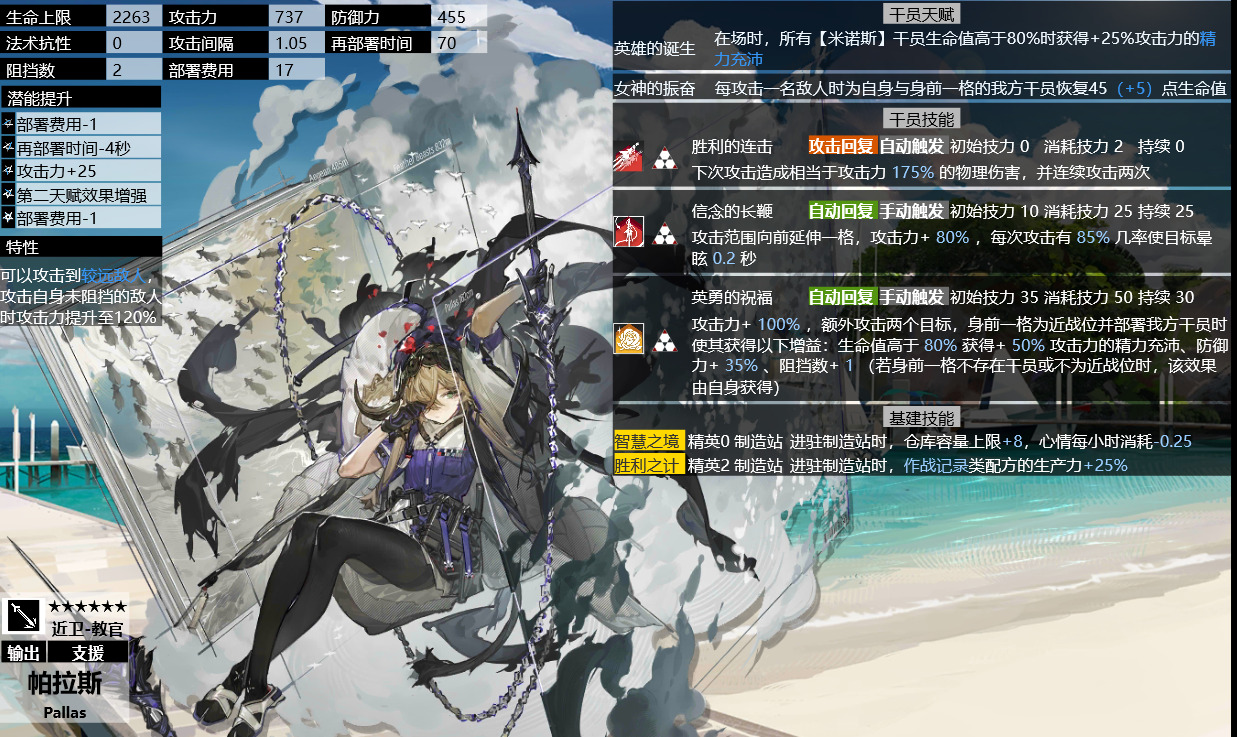 生命上限 2263 攻击力 737 防御力 455
法术抗性 0 攻击间隔 1.05 再部署时间 70
阻挡数 2 部署费用 17
潜能提升
部署费用-1
再部署时间-4秒
攻击力+25
第二天赋效果增强
部署费用-1
特性
可以攻击到较远敌人，
攻击自身未阻挡的敌人
时攻击力提升至120%
★★★★★★
近卫-教官
输出 支援
帕拉斯
Pallas
干员天赋
英雄的诞生 在场时，所有【米诺斯】干员生命值高于80%时获得+25%攻击力的精
力充沛
女神的振奋 每攻击一名敌人时为自身与身前一格的我方干员恢复45（+5）点生命值
干员技能
胜利的连击 攻击回复 自动触发 初始技力 0 消耗技力 2 持续 0
下次攻击造成相当于攻击力 175% 的物理伤害，并连续攻击两次
信念的长鞭 自动回复 手动触发 初始技力 10 消耗技力 25 持续 25
攻击范围向前延伸一格，攻击力+ 80% ，每次攻击有 85% 几率使目标晕
眩 0.2 秒
英勇的祝福 自动回复 手动触发 初始技力 35 消耗技力 50 持续 30
攻击力+ 100% ，额外攻击两个目标，身前一格为近战位并部署我方干员时
使其获得以下增益：生命值高于 80% 获得+ 50% 攻击力的精力充沛、防御
力+ 35% 、阻挡数+ 1 （若身前一格不存在干员或不为近战位时，该效果
由自身获得）
基建技能
智慧之境 精英0 制造站 进驻制造站时，仓库容量上限+8，心情每小时消耗-0.25
胜利之计 精英2 制造站 进驻制造站时，作战记录类配方的生产力+25%